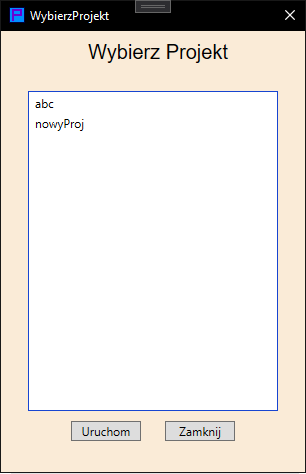 WybierzProjekt
Wybierz Projekt
abc
nowyProj
Uruchom
Zamknij